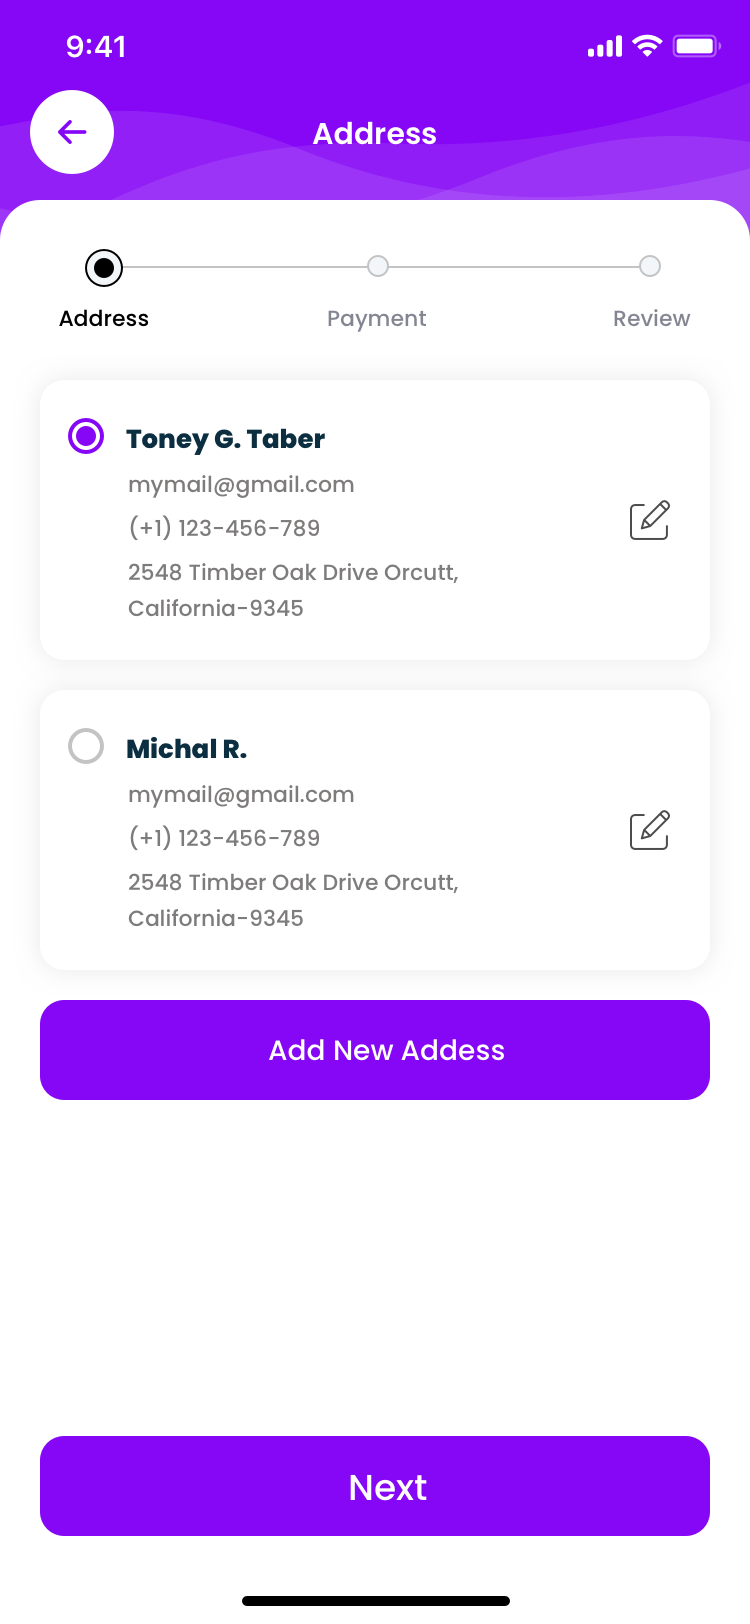 9:41
Address
Address Payment Review
Toney G. Taber
mymail@gmail.com
(+1) 123-456-789
2548 Timber Oak Drive Orcutt,
California-9345
Michal R.
mymail@gmail.com
(+1) 123-456-789
2548 Timber Oak Drive Orcutt,
California-9345
Add New Addess
Next